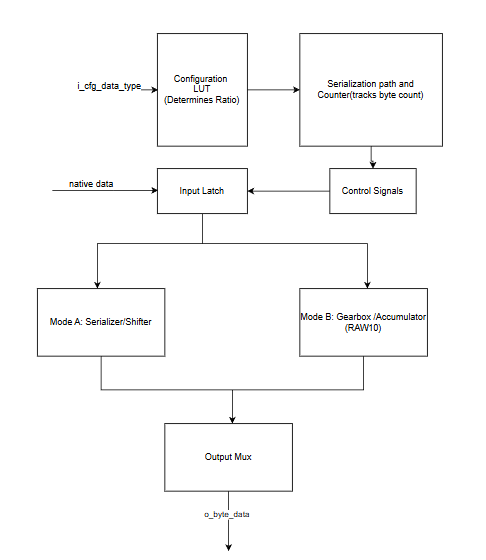 i_cfg_data_type
Configuration
LUT
(Determines Ratio)
Serialization path and
Counter(tracks byte count)
native data
Input Latch
Control Signals
Mode A: Serializer/Shifter
Mode B: Gearbox /Accumulator
(RAW10)
Output Mux
o_byte_data